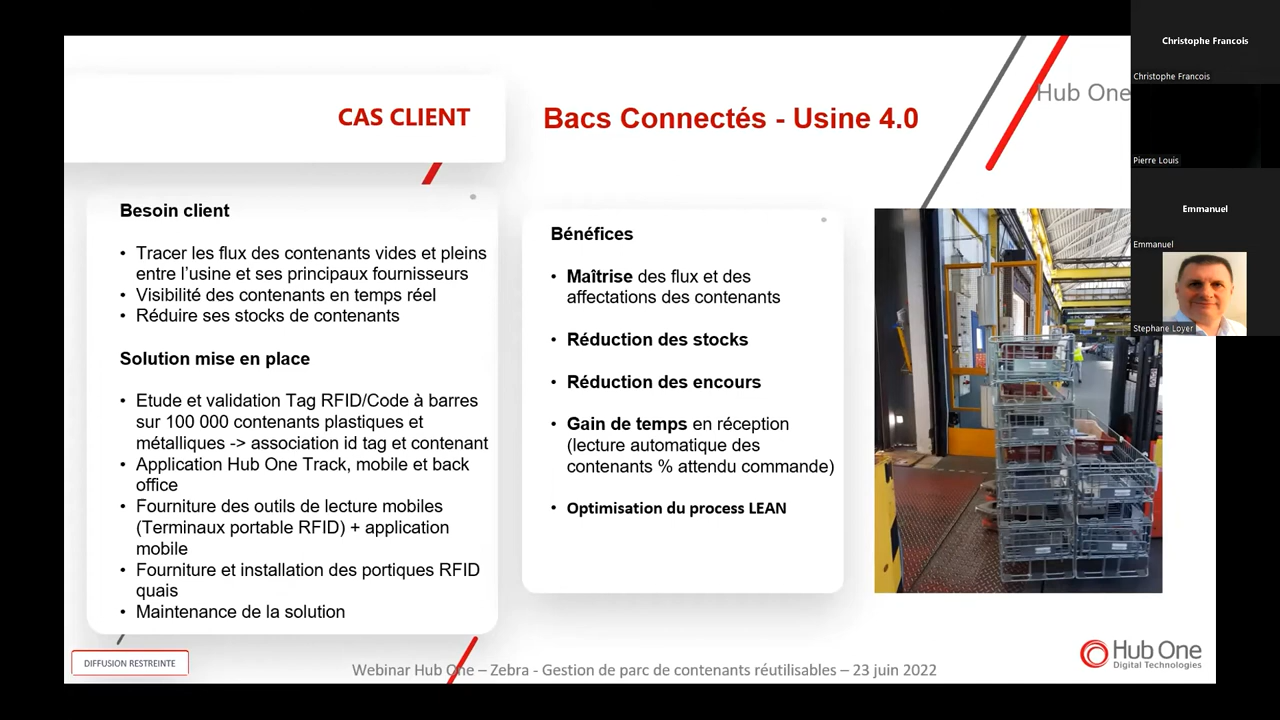 CAS CLIENT
Bacs Connectés - Usine 4.0
Hub One
Christophe Francois
Christophe Francois
Pierre Louis
Emmanuel
Emmanuel
Stephane Loyer
Besoin client
• Tracer les flux des contenants vides et pleins
entre l'usine et ses principaux fournisseurs
• Visibilité des contenants en temps réel
• Réduire ses stocks de contenants
Solution mise en place
• Etude et validation Tag RFID/Code à barres
sur 100 000 contenants plastiques et
métalliques -> association id tag et contenant
• Application Hub One Track, mobile et back
office
• Fourniture des outils de lecture mobiles
(Terminaux portable RFID) + application
mobile
• Fourniture et installation des portiques RFID
quais
• Maintenance de la solution
Bénéfices
• Maîtrise des flux et des
affectations des contenants
• Réduction des stocks
• Réduction des encours
• Gain de temps en réception
(lecture automatique des
contenants % attendu commande)
• Optimisation du process LEAN
DIFFUSION RESTREINTE
Webinar Hub One – Zebra - Gestion de parc de contenants réutilisables – 23 juin 2022
Hub One
Digital Technologies